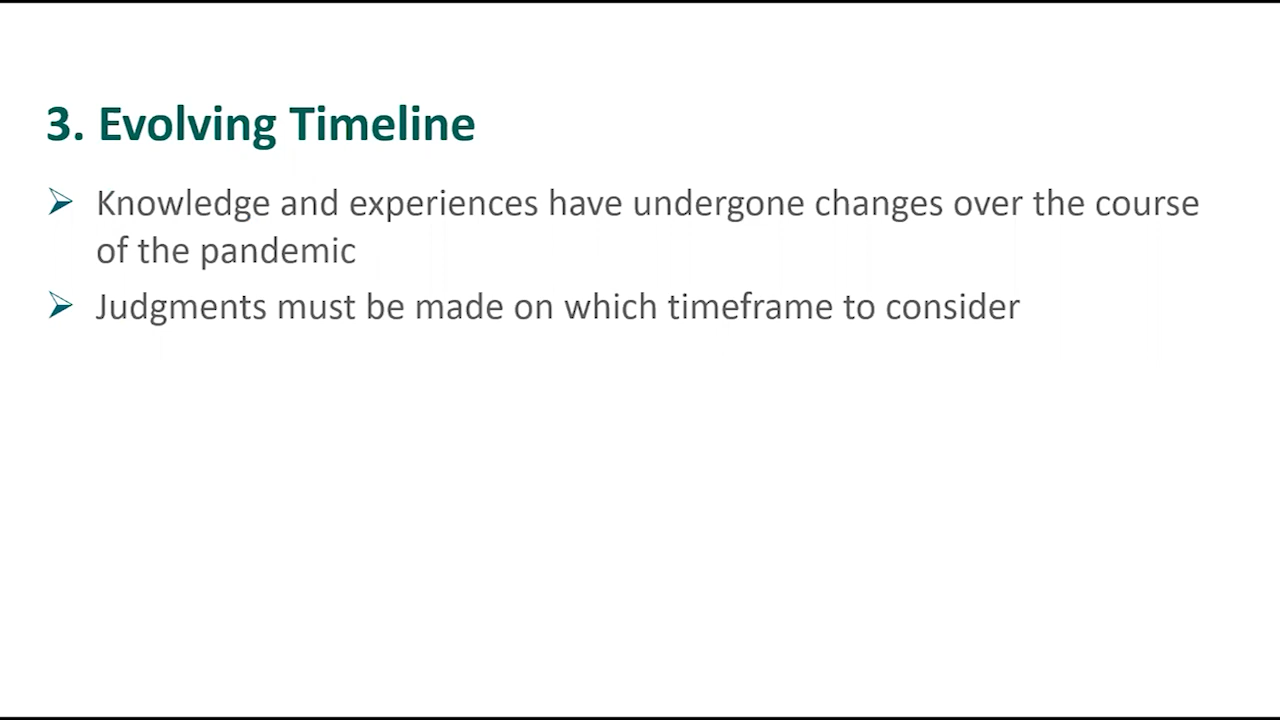 3. Evolving Timeline
➢ Knowledge and experiences have undergone changes over the course
of the pandemic
➢ Judgments must be made on which timeframe to consider